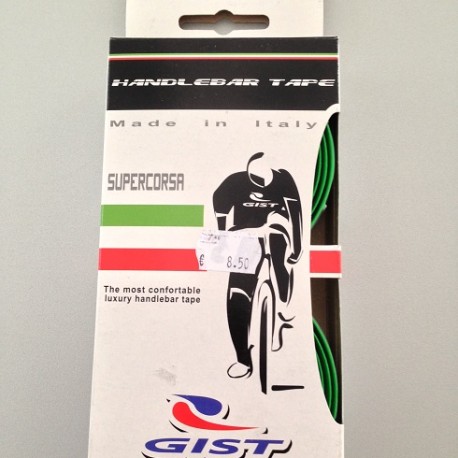 HANDLEBAR TAPE
Made in Italy
SUPERCORSA
GIST
€ 8.50
The most confortable
luxury handlebar tape
GIST